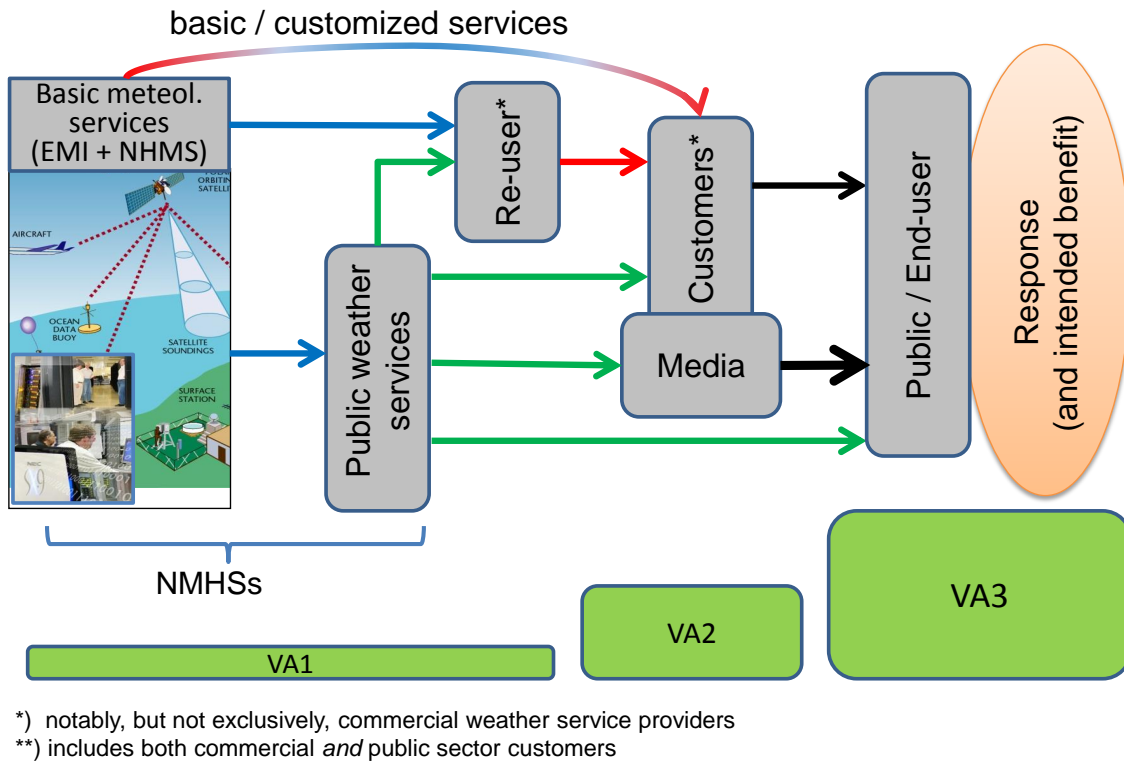 basic / customized services
Basic meteol.
services
(EMI + NHMS)
ORBITING
AIRCRAFT
OCEAN
DATA
BUOY
SATELLITE
SOUNDINGS
SURFACE
STATION
Re-user*
Customers*
Media
Public weather
services
Public / End-user
Response
(and intended benefit)
NMHSs
VA1
VA2
VA3
*) notably, but not exclusively, commercial weather service providers
**) includes both commercial and public sector customers